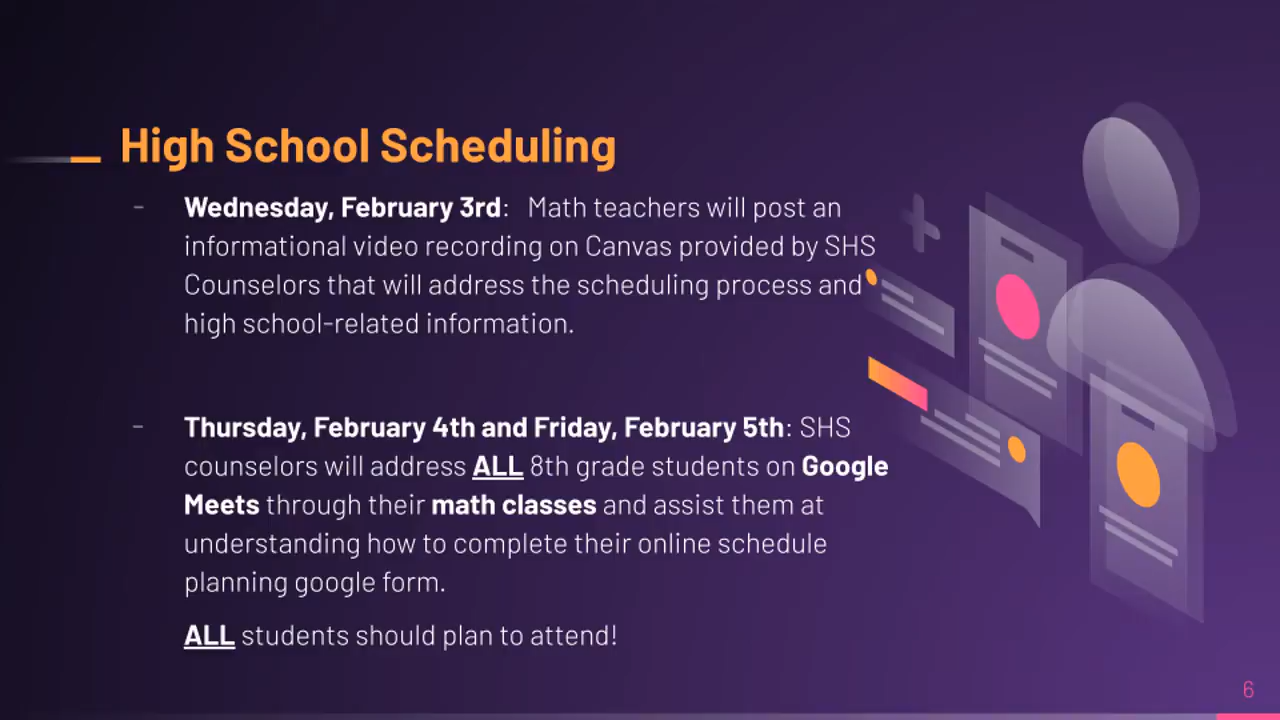 High School Scheduling
- Wednesday, February 3rd: Math teachers will post an
informational video recording on Canvas provided by SHS
Counselors that will address the scheduling process and
high school-related information.
- Thursday, February 4th and Friday, February 5th: SHS
counselors will address ALL 8th grade students on Google
Meets through their math classes and assist them at
understanding how to complete their online schedule
planning google form.
ALL students should plan to attend!
6